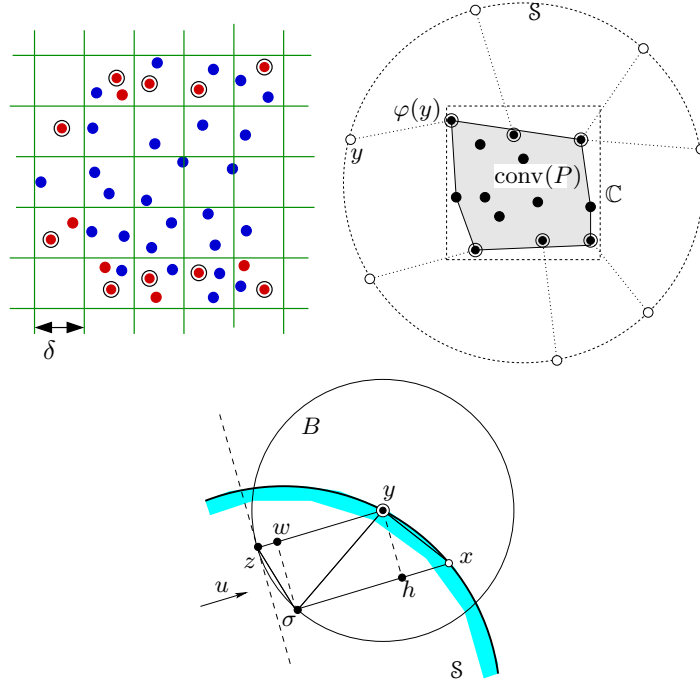 δ
𝕊
φ(y)
y
conv(P)
ℂ
B
y
w
z
x
h
u
σ
𝕊